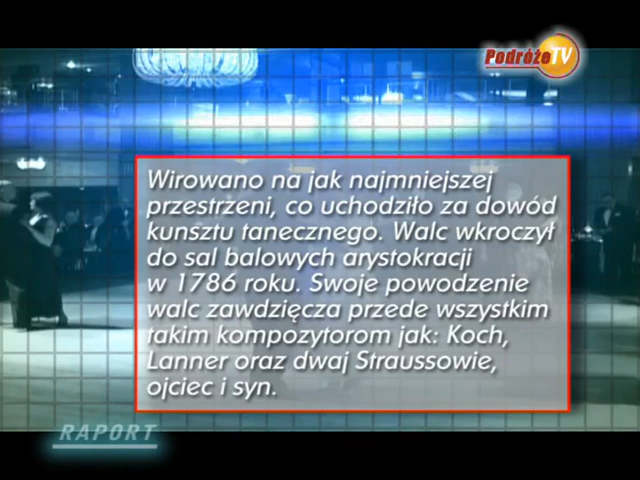 PodróżeTV
Wirowano na jak najmniejszej
przestrzeni, co uchodziło za dowód
kunsztu tanecznego. Walc wkroczył
do sal balowych arystokracji
w 1786 roku. Swoje powodzenie
walc zawdzięcza przede wszystkim
takim kompozytorom jak: Koch,
Lanner oraz dwaj Straussowie,
ojciec i syn.
RAPORT